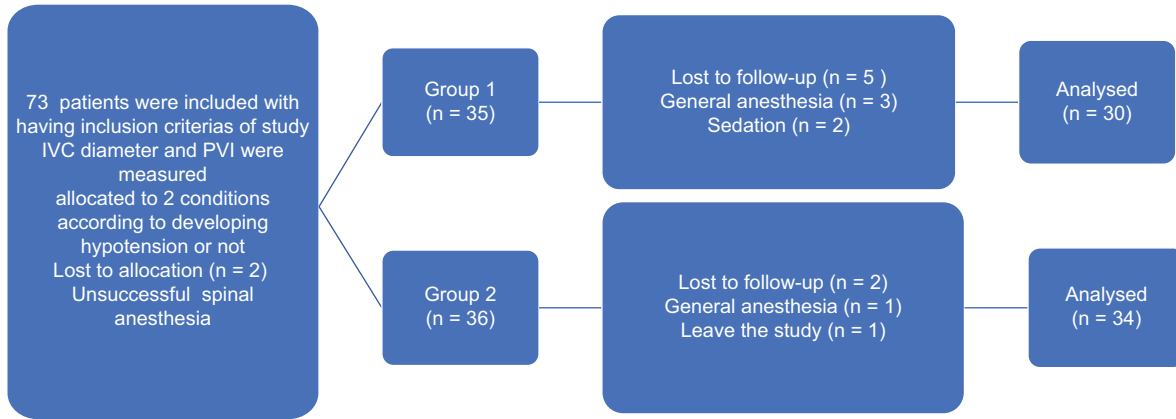 73 patients were included with
having inclusion criterias of study
IVC diameter and PVI were
measured
allocated to 2 conditions
according to developing
hypotension or not
Lost to allocation (n = 2)
Unsuccessful spinal
anesthesia
Group 1
(n = 35)
Lost to follow-up (n = 5 )
General anesthesia (n = 3)
Sedation (n = 2)
Analysed
(n = 30)
Group 2
(n = 36)
Lost to follow-up (n = 2)
General anesthesia (n = 1)
Leave the study (n = 1)
Analysed
(n = 34)